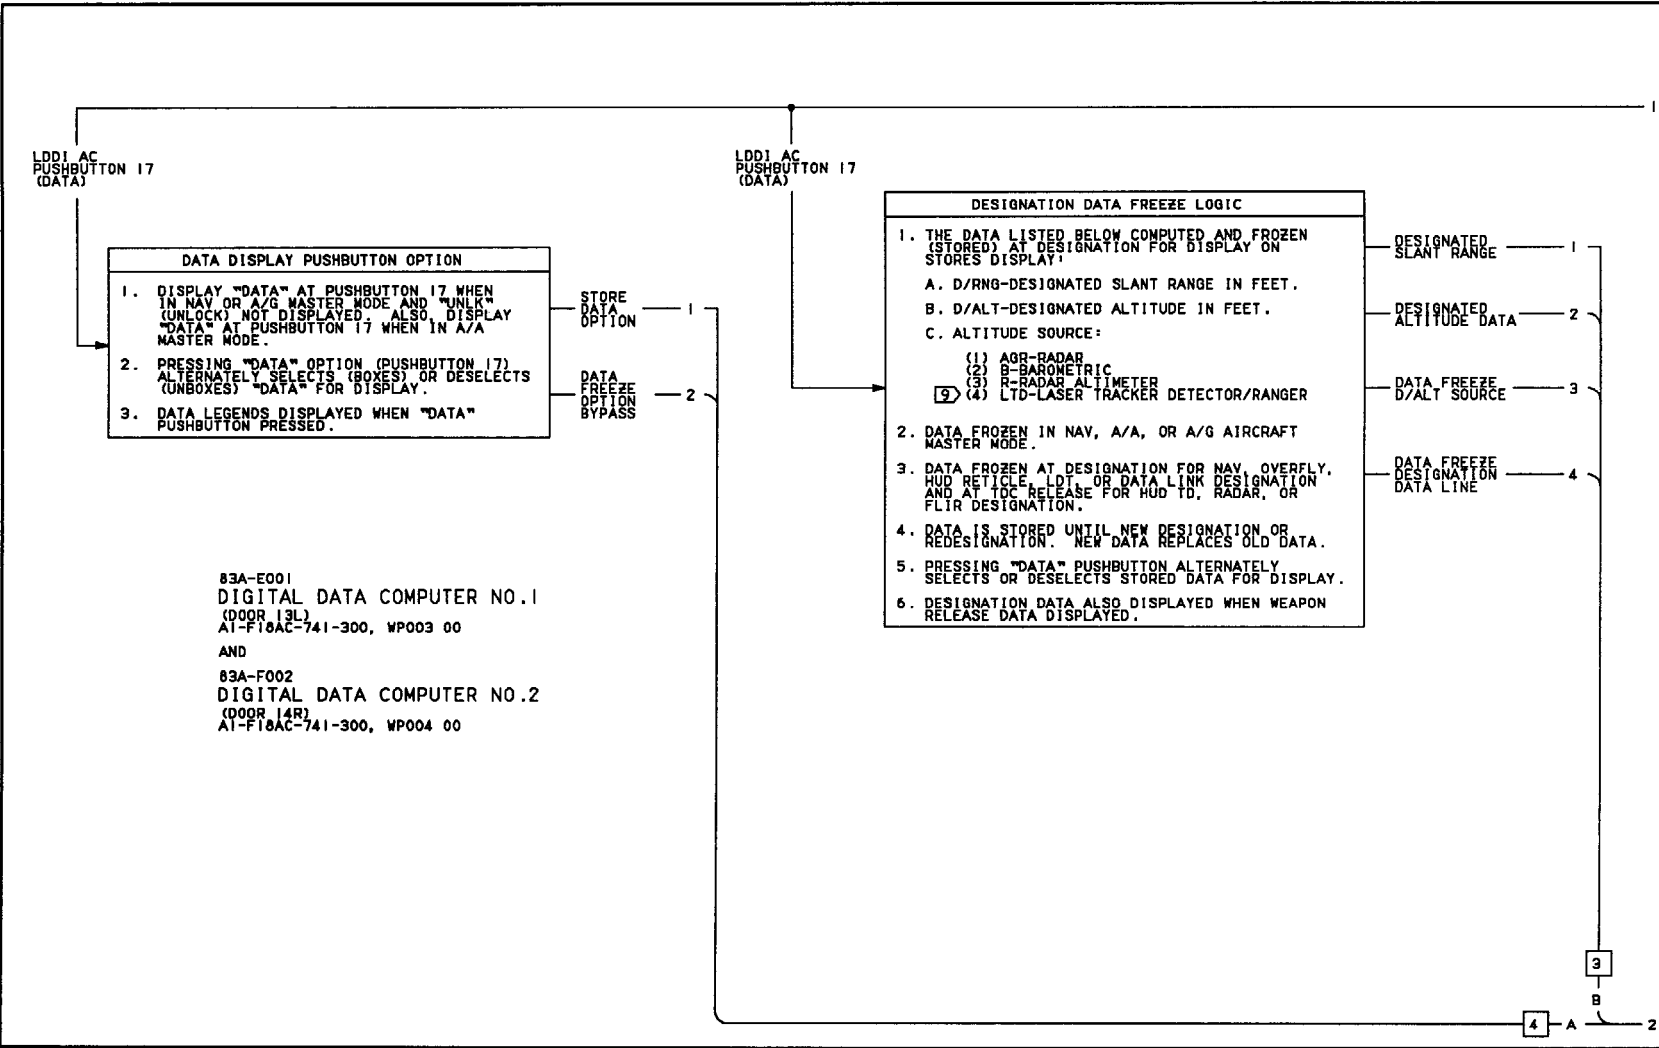 1
LDDI AC
PUSHBUTTON 17
(DATA)
LDDI AC
PUSHBUTTON 17
(DATA)
DATA DISPLAY PUSHBUTTON OPTION
1. DISPLAY "DATA" AT PUSHBUTTON 17 WHEN
IN NAV OR A/G MASTER MODE AND "UNLK"
(UNLOCK) NOT DISPLAYED. ALSO, DISPLAY
"DATA" AT PUSHBUTTON 17 WHEN IN A/A
MASTER MODE.
2. PRESSING "DATA" OPTION (PUSHBUTTON 17)
ALTERNATELY SELECTS (BOXES) OR DESELECTS
(UNBOXES) "DATA" FOR DISPLAY.
3. DATA LEGENDS DISPLAYED WHEN "DATA"
PUSHBUTTON PRESSED.
STORE
DATA
OPTION
1
DATA
FREEZE
OPTION
BYPASS
2
83A-E001
DIGITAL DATA COMPUTER NO.1
(DOOR 13L)
A1-F18AC-741-300, WP003 00
AND
83A-F002
DIGITAL DATA COMPUTER NO.2
(DOOR 14R)
A1-F18AC-741-300, WP004 00
DESIGNATION DATA FREEZE LOGIC
1. THE DATA LISTED BELOW COMPUTED AND FROZEN
(STORED) AT DESIGNATION FOR DISPLAY ON
STORES DISPLAY:
A. D/RNG-DESIGNATED SLANT RANGE IN FEET.
B. D/ALT-DESIGNATED ALTITUDE IN FEET.
C. ALTITUDE SOURCE:
(1) AGR-RADAR
(2) B-BAROMETRIC
(3) R-RADAR ALTIMETER
9 (4) LTD-LASER TRACKER DETECTOR/RANGER
2. DATA FROZEN IN NAV, A/A, OR A/G AIRCRAFT
MASTER MODE.
3. DATA FROZEN AT DESIGNATION FOR NAV, OVERFLY,
HUD RETICLE, LDT, OR DATA LINK DESIGNATION
AND AT TDC RELEASE FOR HUD TD, RADAR, OR
FLIR DESIGNATION.
4. DATA IS STORED UNTIL NEW DESIGNATION OR
REDESIGNATION. NEW DATA REPLACES OLD DATA.
5. PRESSING "DATA" PUSHBUTTON ALTERNATELY
SELECTS OR DESELECTS STORED DATA FOR DISPLAY.
6. DESIGNATION DATA ALSO DISPLAYED WHEN WEAPON
RELEASE DATA DISPLAYED.
DESIGNATED
SLANT RANGE
1
DESIGNATED
ALTITUDE DATA
2
DATA FREEZE
D/ALT SOURCE
3
DATA FREEZE
DESIGNATION
DATA LINE
4
3
B
4 A 2